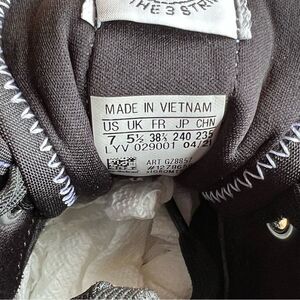 THE 3 STRI
MADE IN VIETNAM
US UK FR JP CHN
7 5½ 38⅔ 240 235
LYV 029001 04/2
ART